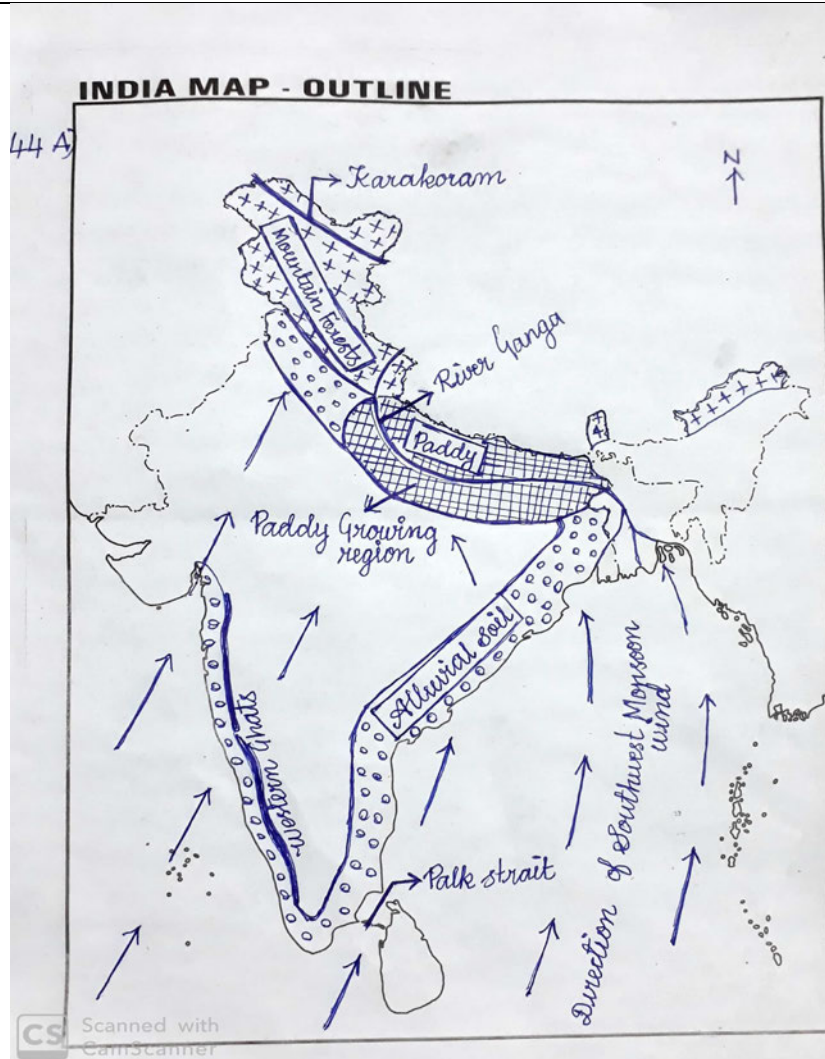 INDIA MAP - OUTLINE
44 A)
N
Karakoram
Mountain Forests
River Ganga
Paddy
Paddy Growing
region
Alluvial Soil
Western Ghats
Palk strait
Direction of Southwest Monsoon
wind
CS Scanned with
CamScanner